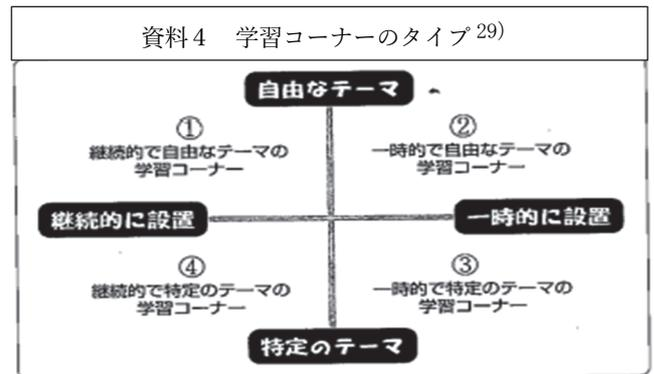 資料4 学習コーナーのタイプ 29)
自由なテーマ
①
継続的で自由なテーマの
学習コーナー
②
一時的で自由なテーマの
学習コーナー
継続的に設置
一時的に設置
④
継続的で特定のテーマの
学習コーナー
③
一時的で特定のテーマの
学習コーナー
特定のテーマ